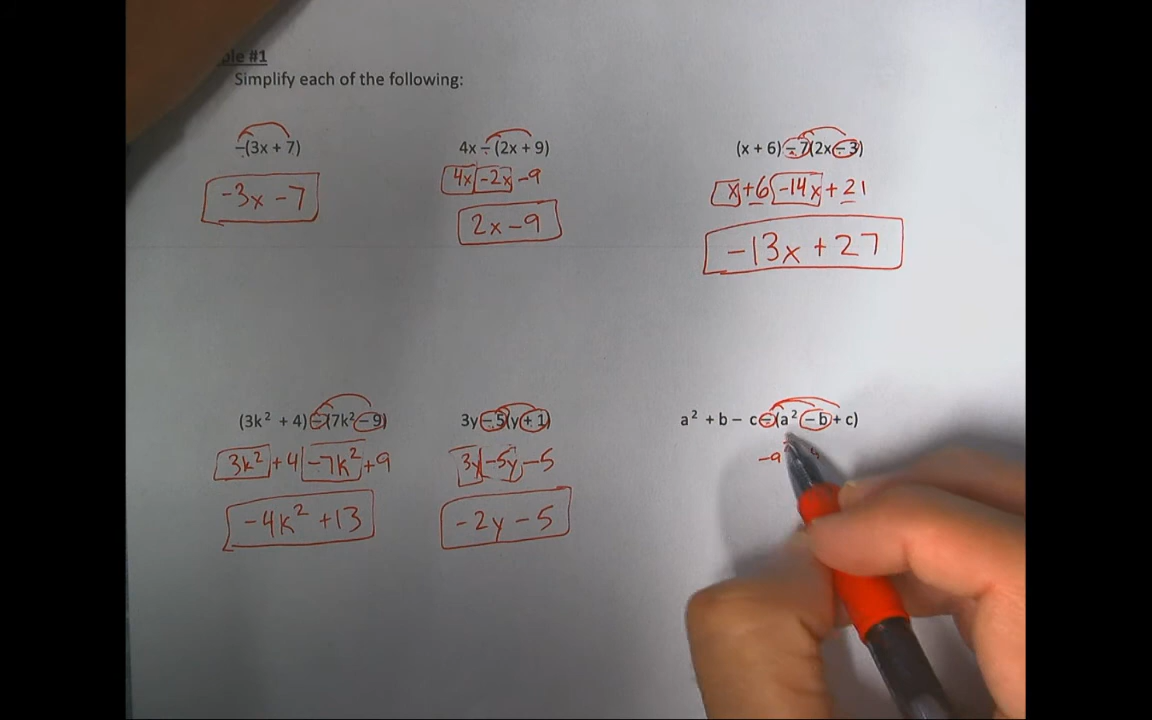 ple #1
Simplify each of the following:
−(3x + 7)
-3x - 7
4x − (2x + 9)
4x -2x -9
2x -9
(x + 6) − 7(2x − 3)
x +6 -14x + 21
-13x + 27
(3k² + 4) − (7k² − 9)
3k² +4 -7k² +9
-4k² +13
3y − 5(y + 1)
3y -5y -5
-2y - 5
a² + b − c − (a² − b + c)
-a²